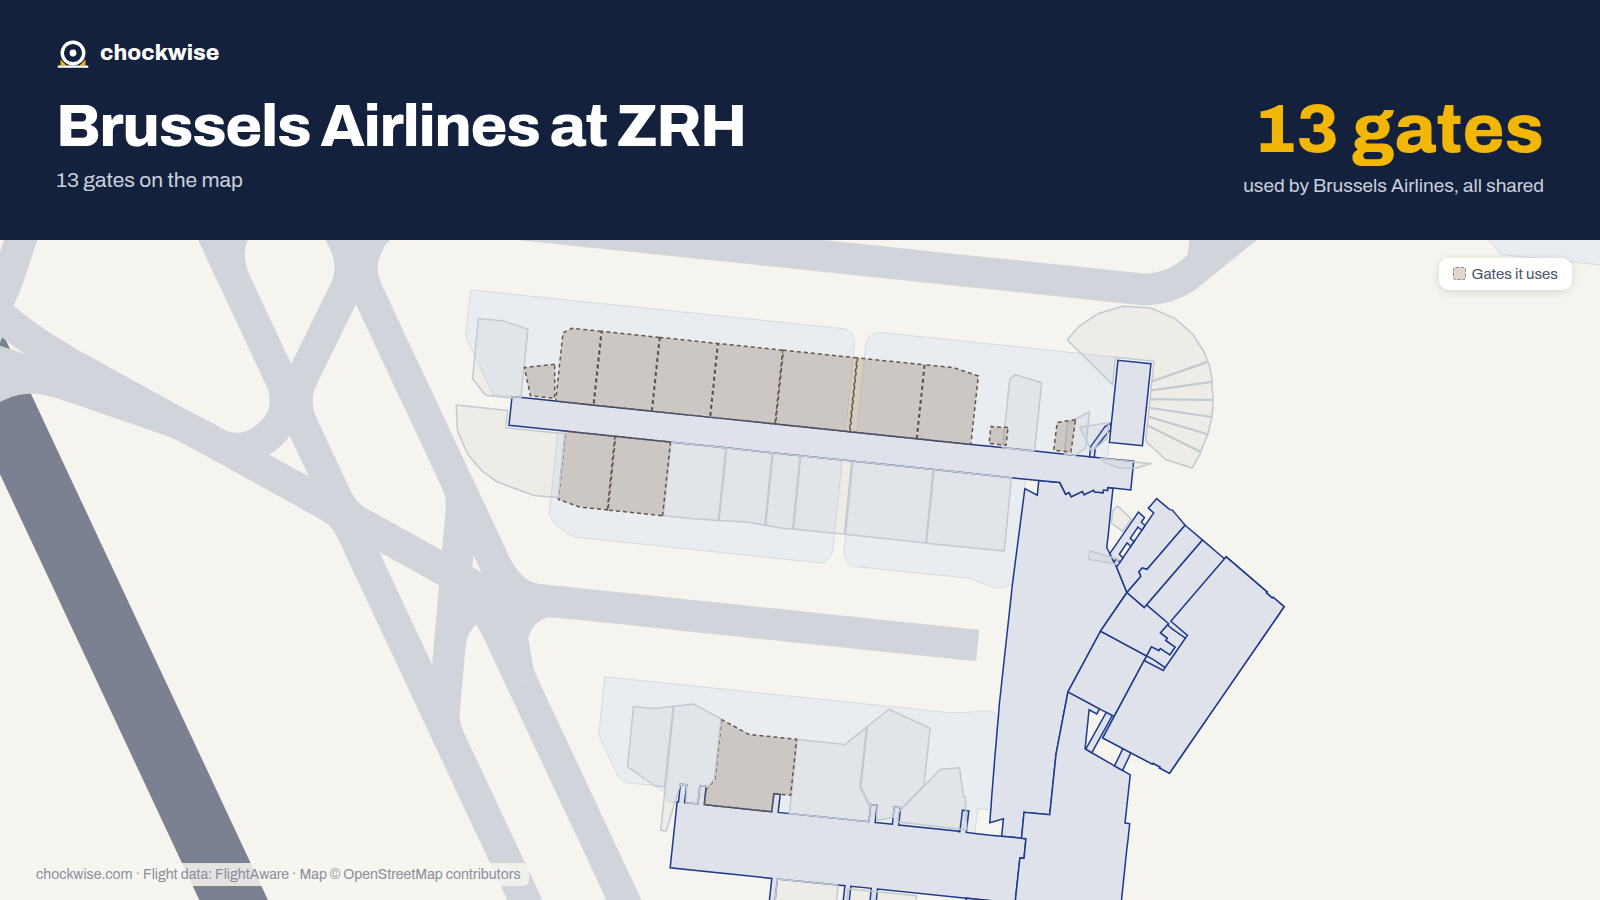 chockwise
Brussels Airlines at ZRH
13 gates on the map
13 gates
used by Brussels Airlines, all shared
Gates it uses
chockwise.com · Flight data: FlightAware · Map © OpenStreetMap contributors